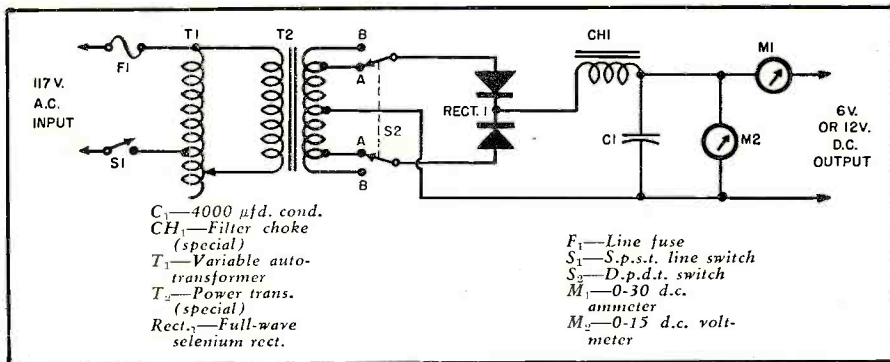 T1
T2
B
A
F1
117 V.
A.C.
INPUT
S1
S2
A
B
RECT. 1
CH1
C1
M1
M2
6V.
OR 12V.
D.C.
OUTPUT
C₁—4000 μfd. cond.
CH₁—Filter choke
(special)
T₁—Variable auto-
transformer
T₂—Power trans.
(special)
Rect.₁—Full-wave
selenium rect.
F₁—Line fuse
S₁—S.p.s.t. line switch
S₂—D.p.d.t. switch
M₁—0-30 d.c.
ammeter
M₂—0-15 d.c. volt-
meter